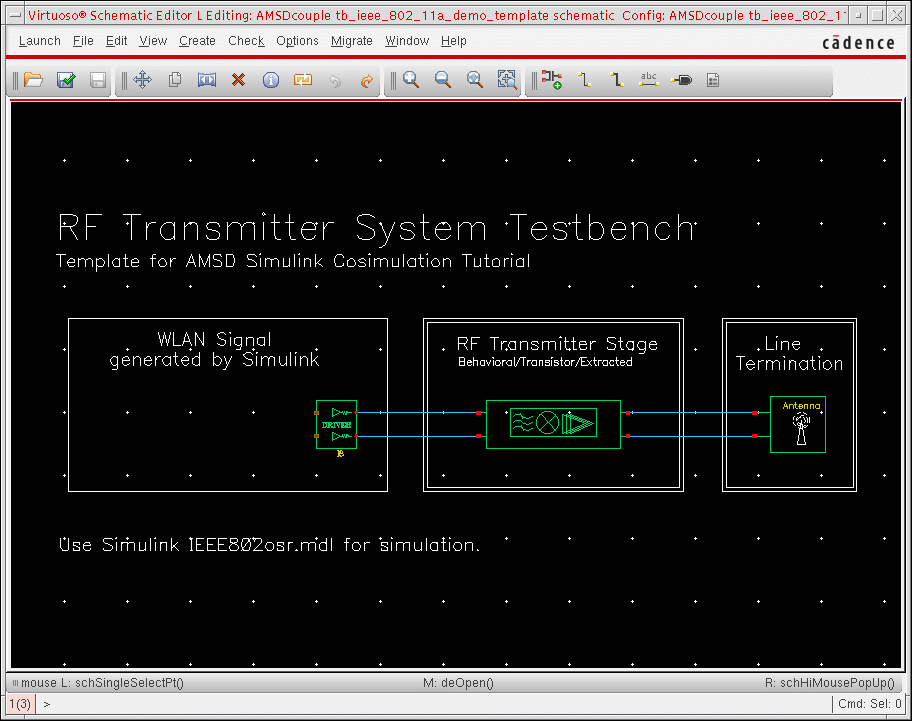 Virtuoso® Schematic Editor L Editing: AMSDcouple tb_ieee_802_11a_demo_template schematic Config: AMSDcouple tb_ieee_802_11
Launch File Edit View Create Check Options Migrate Window Help
cādence
abc
RF Transmitter System Testbench
Template for AMSD Simulink Cosimulation Tutorial
WLAN Signal
generated by Simulink
RF Transmitter Stage
Behavioral/Transistor/Extracted
Line
Termination
Antenna
DRIVER
Use Simulink IEEE802osr.mdl for simulation.
mouse L: schSingleSelectPt() M: deOpen() R: schHiMousePopUp()
1(3) > Cmd: Sel: 0